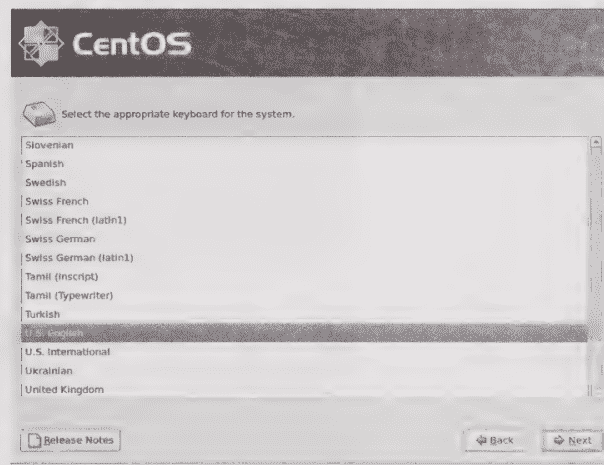 CentOS
Select the appropriate keyboard for the system.
Slovenian
Spanish
Swedish
Swiss French
Swiss French (latin1)
Swiss German
Swiss German (latin1)
Tamil (Inscript)
Tamil (Typewriter)
Turkish
U.S. English
U.S. International
Ukrainian
United Kingdom
Release Notes
Back
Next